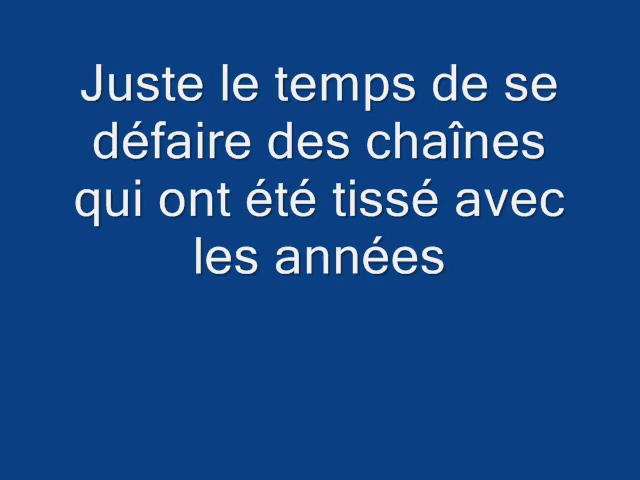 Juste le temps de se
défaire des chaînes
qui ont été tissé avec
les années